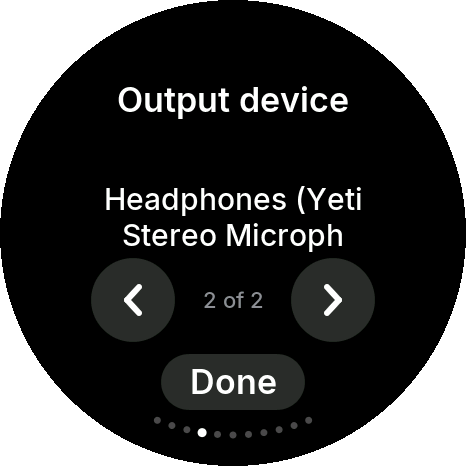 Output device
Headphones (Yeti
Stereo Microph
2 of 2
Done